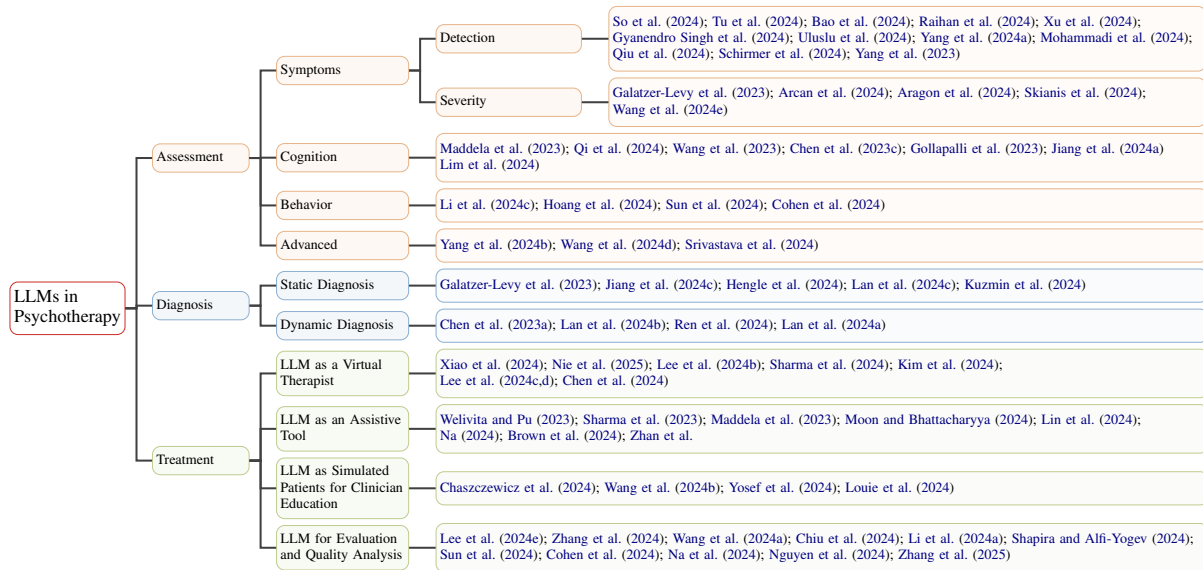 LLMs in
Psychotherapy
Assessment
Symptoms
Detection
So et al. (2024); Tu et al. (2024); Bao et al. (2024); Raihan et al. (2024); Xu et al. (2024);
Gyanendro Singh et al. (2024); Uluslu et al. (2024); Yang et al. (2024a); Mohammadi et al. (2024);
Qiu et al. (2024); Schirmer et al. (2024); Yang et al. (2023)
Severity
Galatzer-Levy et al. (2023); Arcan et al. (2024); Aragon et al. (2024); Skianis et al. (2024);
Wang et al. (2024e)
Cognition
Maddela et al. (2023); Qi et al. (2024); Wang et al. (2023); Chen et al. (2023c); Gollapalli et al. (2023); Jiang et al. (2024a)
Lim et al. (2024)
Behavior
Li et al. (2024c); Hoang et al. (2024); Sun et al. (2024); Cohen et al. (2024)
Advanced
Yang et al. (2024b); Wang et al. (2024d); Srivastava et al. (2024)
Diagnosis
Static Diagnosis
Galatzer-Levy et al. (2023); Jiang et al. (2024c); Hengle et al. (2024); Lan et al. (2024c); Kuzmin et al. (2024)
Dynamic Diagnosis
Chen et al. (2023a); Lan et al. (2024b); Ren et al. (2024); Lan et al. (2024a)
Treatment
LLM as a Virtual
Therapist
Xiao et al. (2024); Nie et al. (2025); Lee et al. (2024b); Sharma et al. (2024); Kim et al. (2024);
Lee et al. (2024c,d); Chen et al. (2024)
LLM as an Assistive
Tool
Welivita and Pu (2023); Sharma et al. (2023); Maddela et al. (2023); Moon and Bhattacharyya (2024); Lin et al. (2024);
Na (2024); Brown et al. (2024); Zhan et al.
LLM as Simulated
Patients for Clinician
Education
Chaszczewicz et al. (2024); Wang et al. (2024b); Yosef et al. (2024); Louie et al. (2024)
LLM for Evaluation
and Quality Analysis
Lee et al. (2024e); Zhang et al. (2024); Wang et al. (2024a); Chiu et al. (2024); Li et al. (2024a); Shapira and Alfi-Yogev (2024);
Sun et al. (2024); Cohen et al. (2024); Na et al. (2024); Nguyen et al. (2024); Zhang et al. (2025)